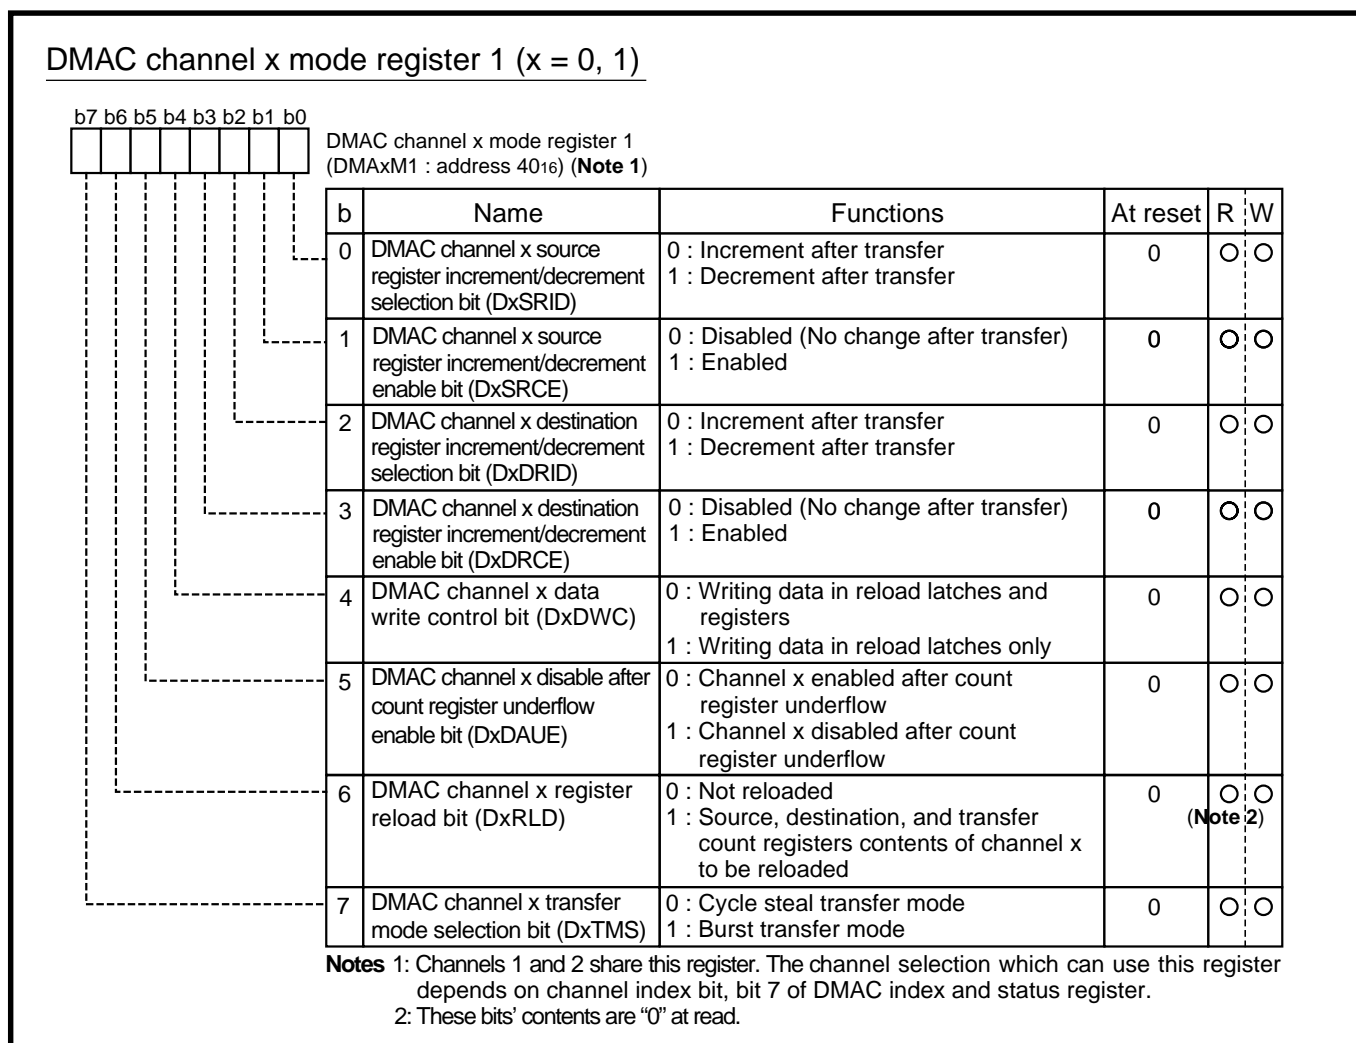 DMAC channel x mode register 1 (x = 0, 1)
b7 b6 b5 b4 b3 b2 b1 b0
DMAC channel x mode register 1
(DMAxM1 : address 4016) (Note 1)
b Name Functions At reset R W
0 DMAC channel x source 0 : Increment after transfer 0 ○ ○
register increment/decrement 1 : Decrement after transfer
selection bit (DxSRID)
1 DMAC channel x source 0 : Disabled (No change after transfer) 0 ○ ○
register increment/decrement 1 : Enabled
enable bit (DxSRCE)
2 DMAC channel x destination 0 : Increment after transfer 0 ○ ○
register increment/decrement 1 : Decrement after transfer
selection bit (DxDRID)
3 DMAC channel x destination 0 : Disabled (No change after transfer) 0 ○ ○
register increment/decrement 1 : Enabled
enable bit (DxDRCE)
4 DMAC channel x data 0 : Writing data in reload latches and 0 ○ ○
write control bit (DxDWC) registers
1 : Writing data in reload latches only
5 DMAC channel x disable after 0 : Channel x enabled after count 0 ○ ○
count register underflow register underflow
enable bit (DxDAUE) 1 : Channel x disabled after count
register underflow
6 DMAC channel x register 0 : Not reloaded 0 ○ ○
reload bit (DxRLD) 1 : Source, destination, and transfer (Note 2)
count registers contents of channel x
to be reloaded
7 DMAC channel x transfer 0 : Cycle steal transfer mode 0 ○ ○
mode selection bit (DxTMS) 1 : Burst transfer mode
Notes 1: Channels 1 and 2 share this register. The channel selection which can use this register
depends on channel index bit, bit 7 of DMAC index and status register.
2: These bits’ contents are “0” at read.